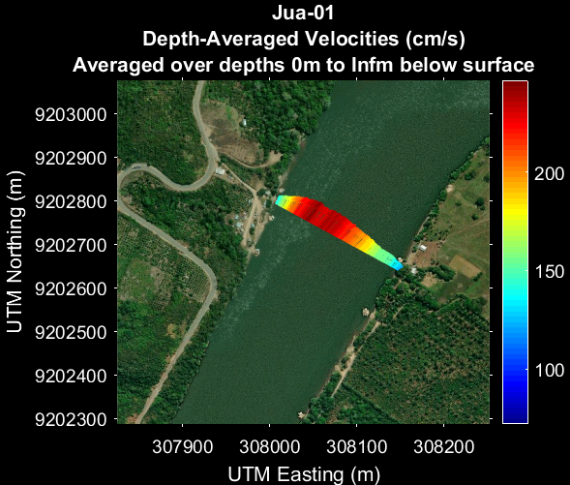 Jua-01
Depth-Averaged Velocities (cm/s)
Averaged over depths 0m to Infm below surface
9203000
9202900
9202800
9202700
9202600
9202500
9202400
9202300
UTM Northing (m)
307900 308000 308100 308200
UTM Easting (m)
200
150
100